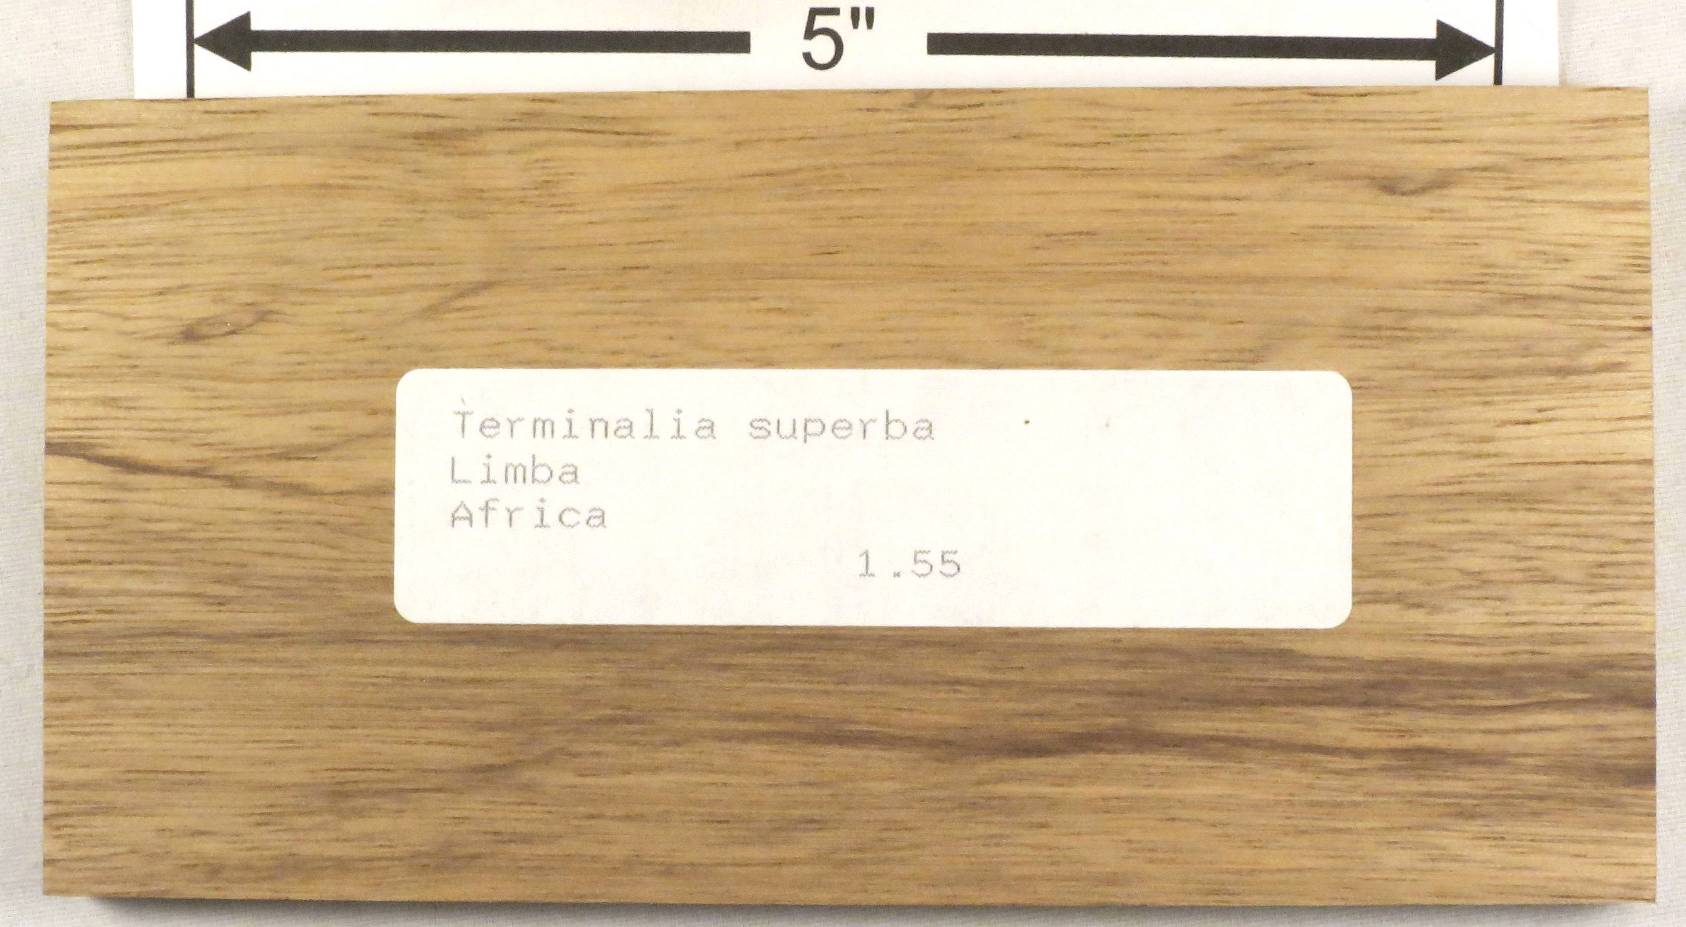 5"
Terminalia superba
Limba
Africa
1.55